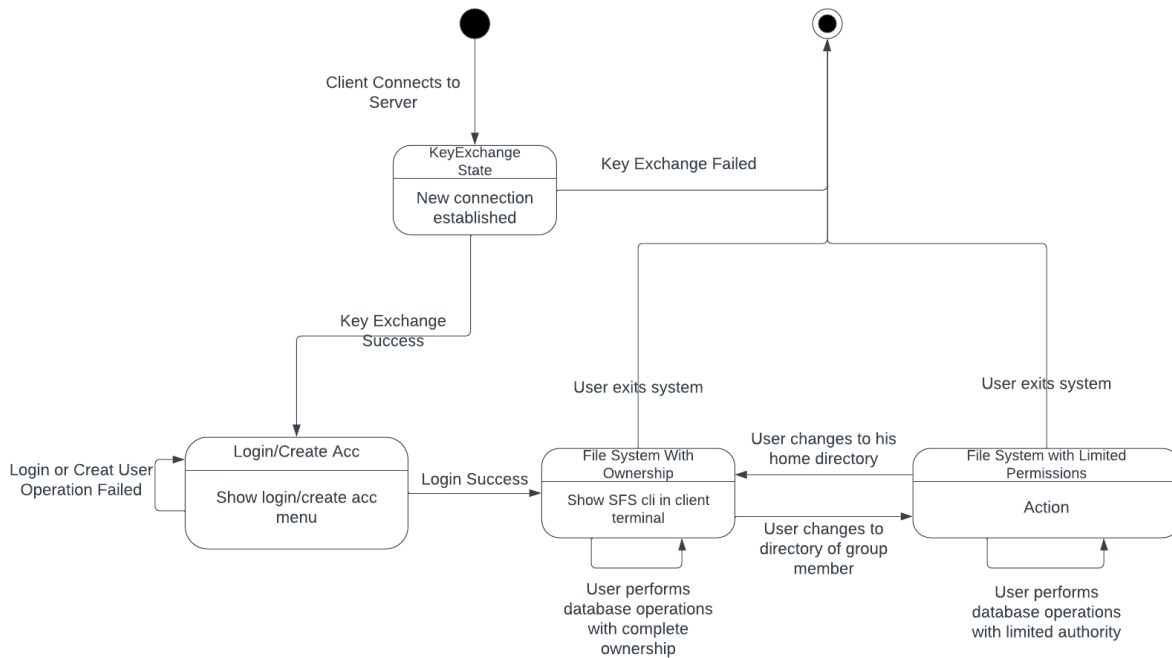 Client Connects to
Server
KeyExchange
State
New connection
established
Key Exchange Failed
Key Exchange
Success
User exits system
User exits system
Login/Create Acc
Show login/create acc
menu
Login or Creat User
Operation Failed
Login Success
File System With
Ownership
Show SFS cli in client
terminal
User changes to his
home directory
User changes to
directory of group
member
File System with Limited
Permissions
Action
User performs
database operations
with complete
ownership
User performs
database operations
with limited authority